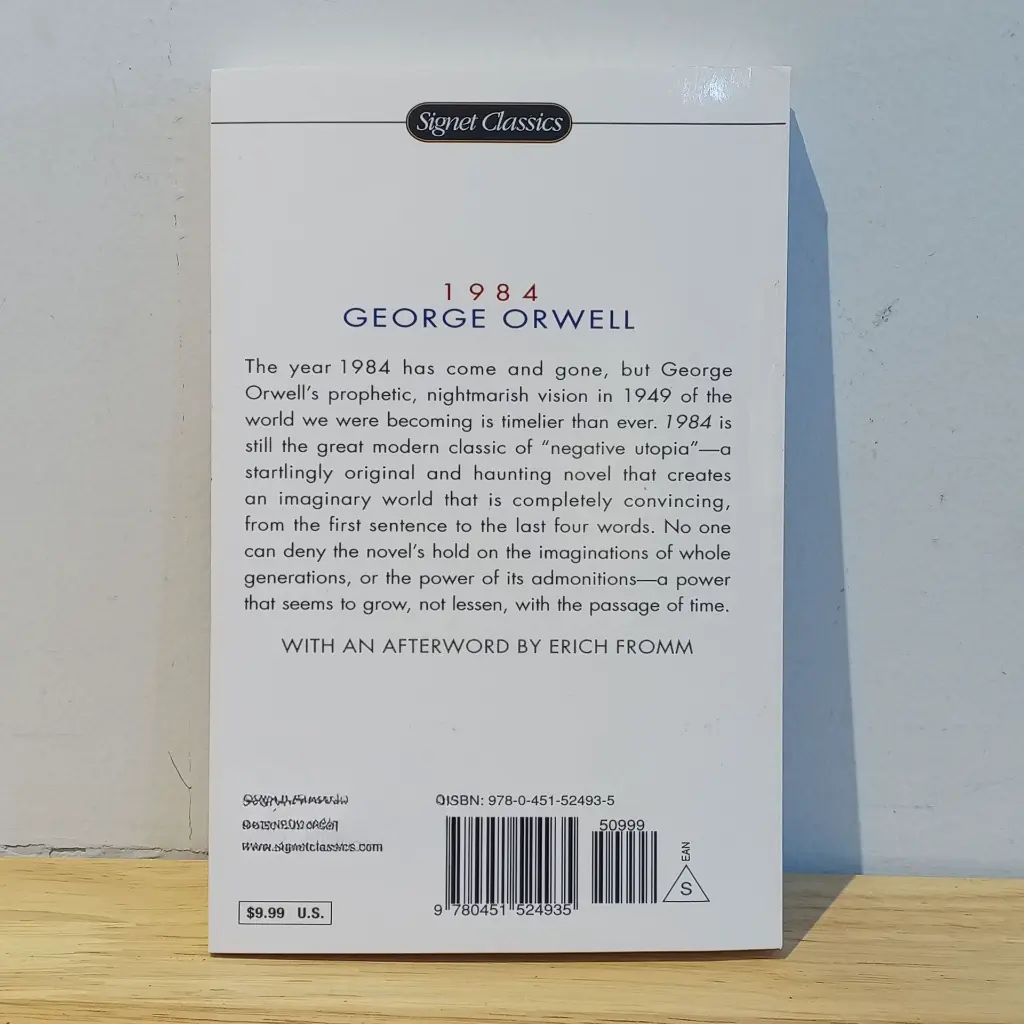 Signet Classics
1984
GEORGE ORWELL
The year 1984 has come and gone, but George
Orwell's prophetic, nightmarish vision in 1949 of the
world we were becoming is timelier than ever. 1984 is
still the great modern classic of “negative utopia”—a
startlingly original and haunting novel that creates
an imaginary world that is completely convincing,
from the first sentence to the last four words. No one
can deny the novel's hold on the imaginations of whole
generations, or the power of its admonitions—a power
that seems to grow, not lessen, with the passage of time.
WITH AN AFTERWORD BY ERICH FROMM
www.signetclassics.com
$9.99 U.S.
ISBN: 978-0-451-52493-5
50999
9 780451 524935
EAN
S